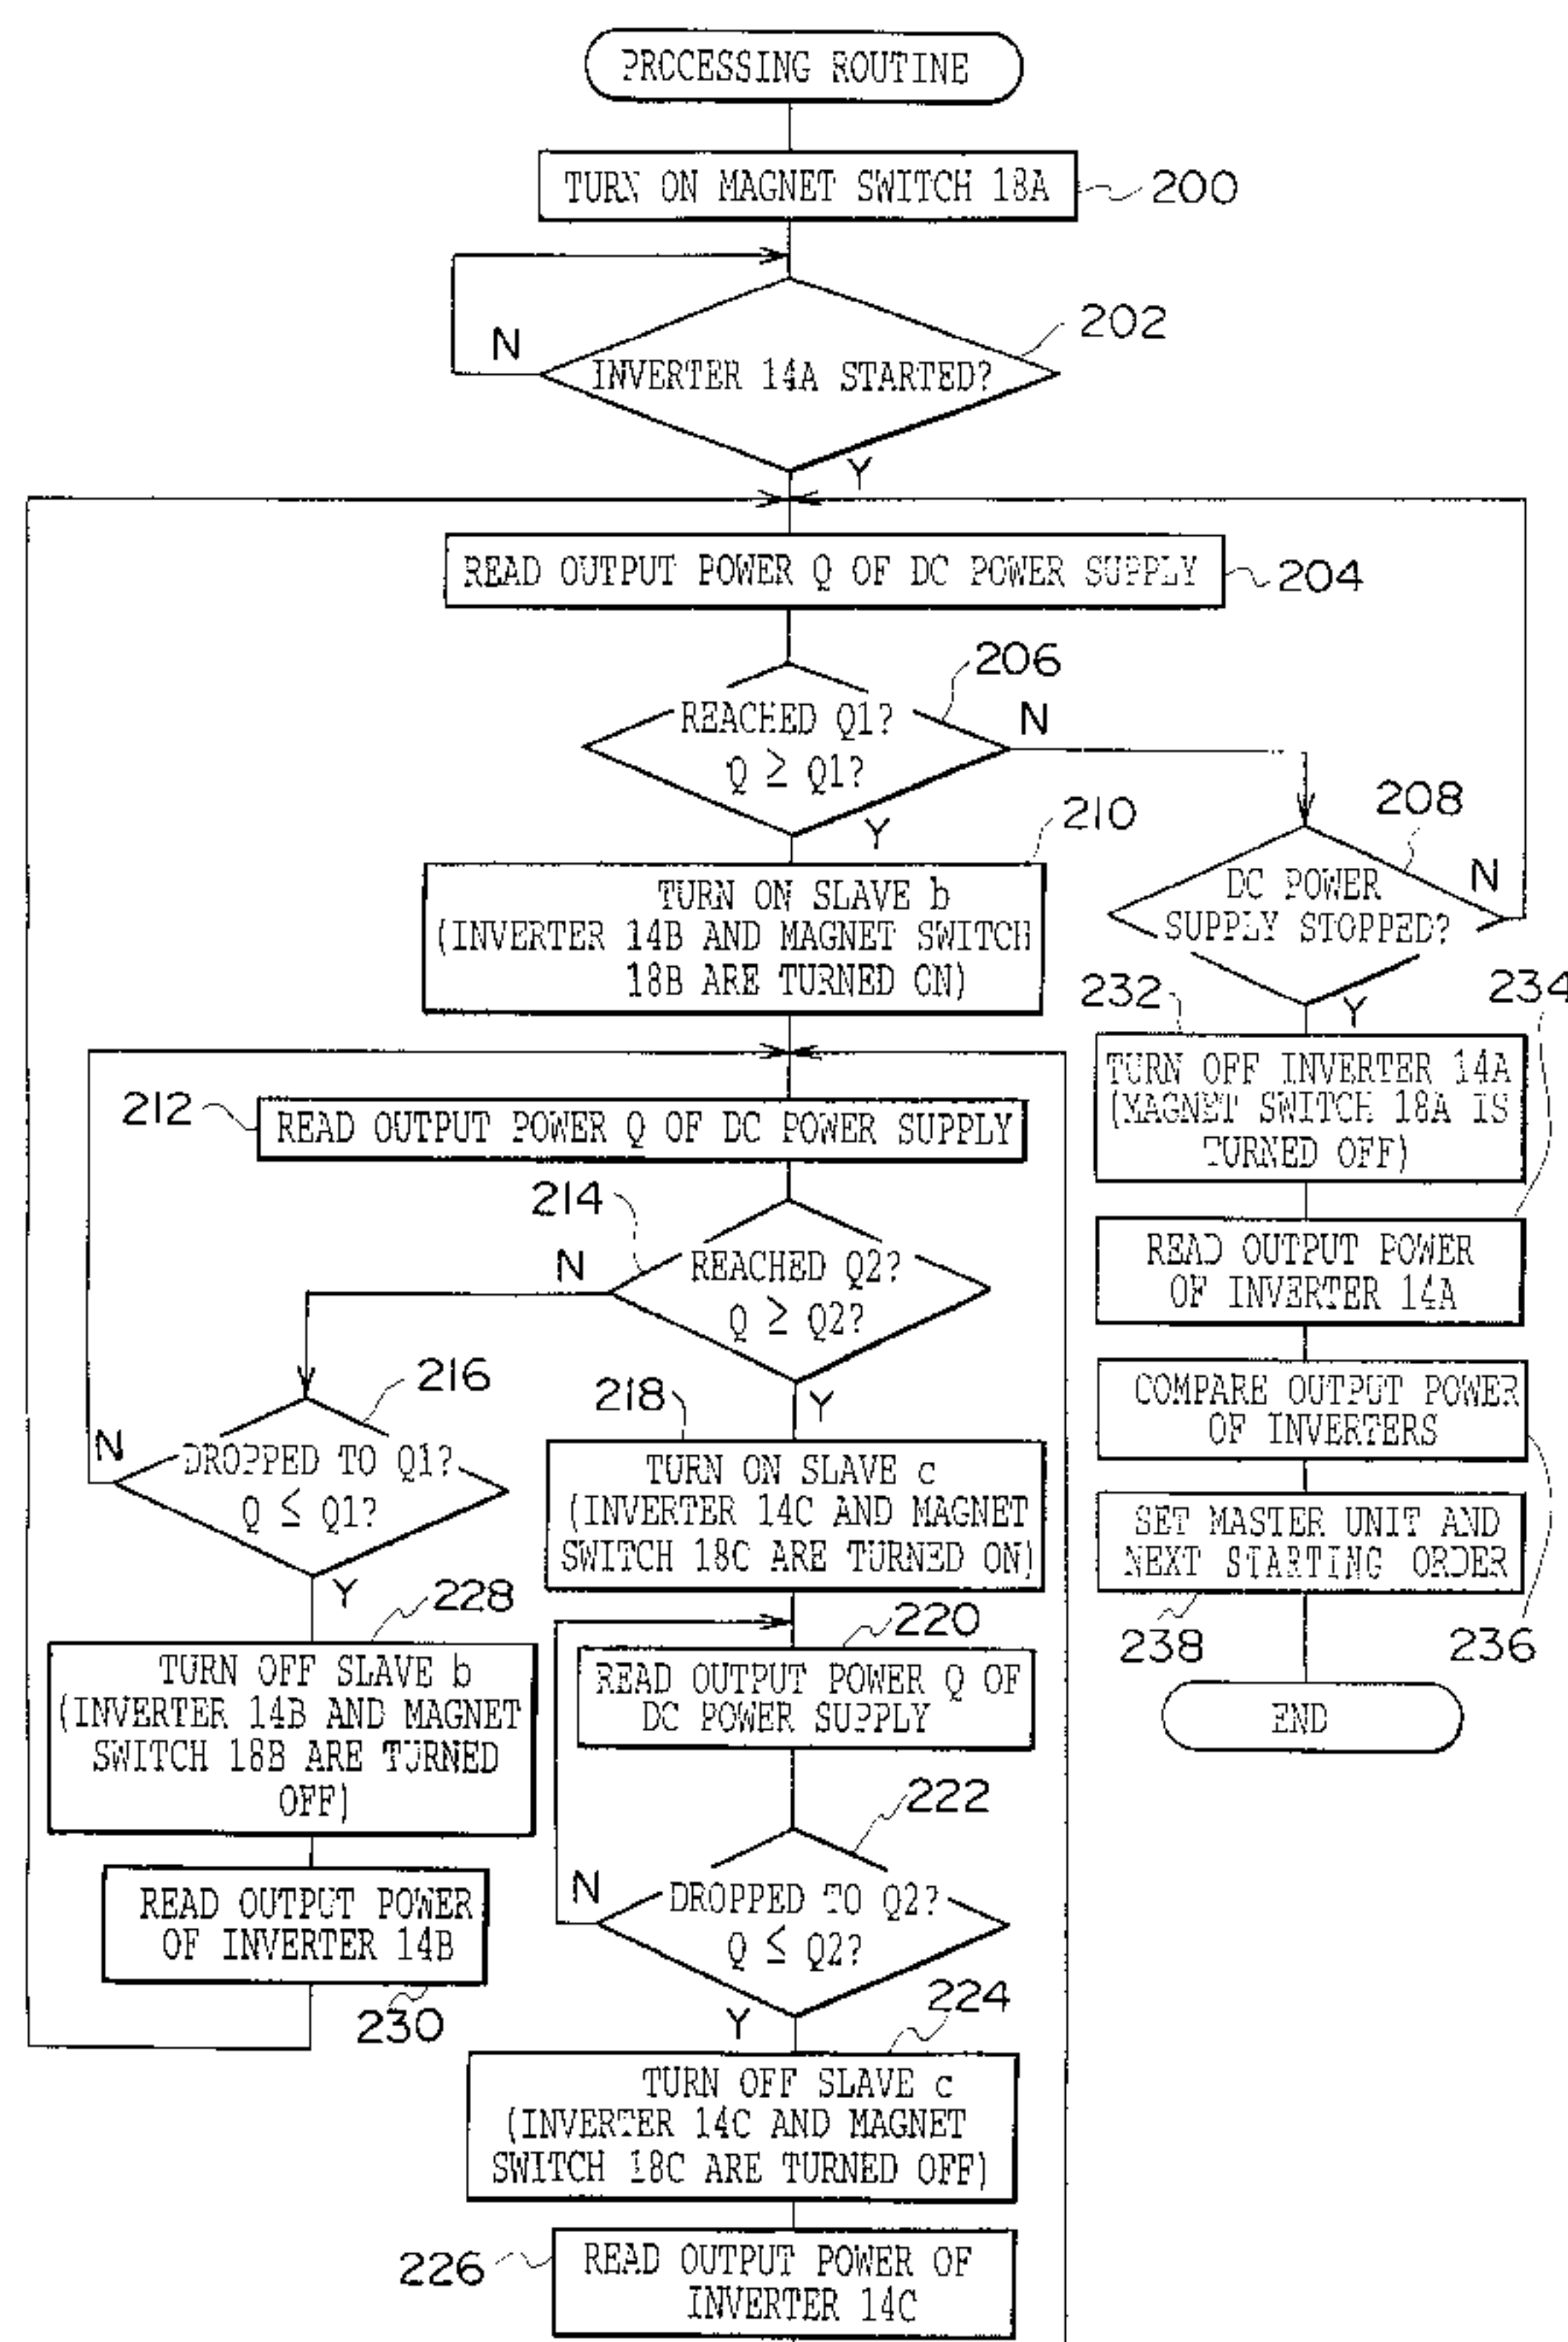 PROCESSING ROUTINE
TURN ON MAGNET SWITCH 18A
200
202
N
INVERTER 14A STARTED?
Y
READ OUTPUT POWER Q OF DC POWER SUPPLY
204
206
REACHED Q1?
Q ≥ Q1?
N
Y
208
210
TURN ON SLAVE b
(INVERTER 14B AND MAGNET SWITCH
18B ARE TURNED ON)
DC POWER
SUPPLY STOPPED?
N
Y
232
234
TURN OFF INVERTER 14A
(MAGNET SWITCH 18A IS
TURNED OFF)
212
READ OUTPUT POWER Q OF DC POWER SUPPLY
214
REACHED Q2?
Q ≥ Q2?
N
Y
READ OUTPUT POWER
OF INVERTER 14A
216
DROPPED TO Q1?
Q ≤ Q1?
N
Y
218
TURN ON SLAVE c
(INVERTER 14C AND MAGNET
SWITCH 18C ARE TURNED ON)
COMPARE OUTPUT POWER
OF INVERTERS
SET MASTER UNIT AND
NEXT STARTING ORDER
238
236
END
228
TURN OFF SLAVE b
(INVERTER 14B AND MAGNET
SWITCH 18B ARE TURNED
OFF)
220
READ OUTPUT POWER Q OF
DC POWER SUPPLY
222
DROPPED TO Q2?
Q ≤ Q2?
N
Y
READ OUTPUT POWER
OF INVERTER 14B
230
224
TURN OFF SLAVE c
(INVERTER 14C AND MAGNET
SWITCH 18C ARE TURNED OFF)
226
READ OUTPUT POWER OF
INVERTER 14C